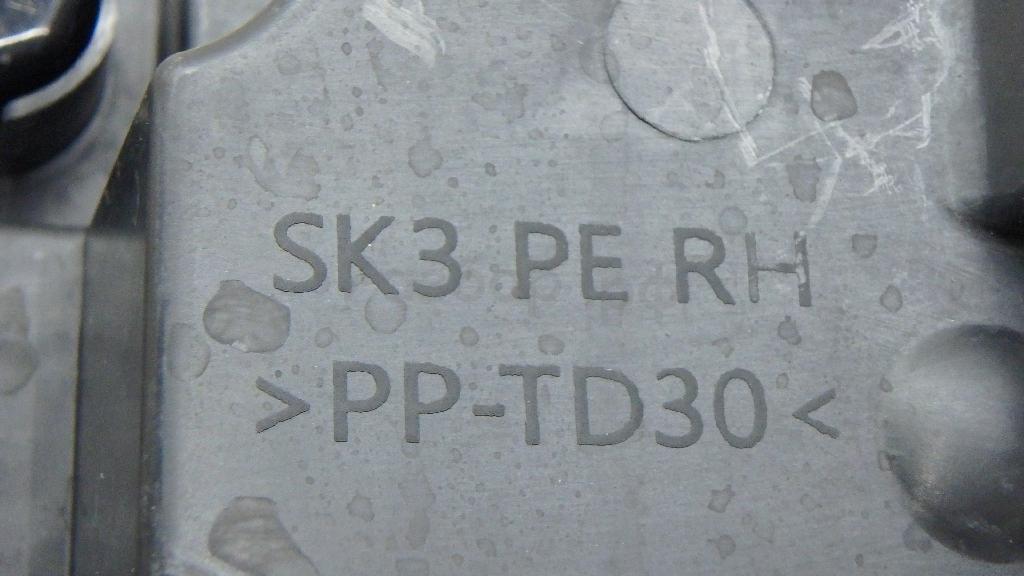 SK3 PE RH
>PP-TD30<